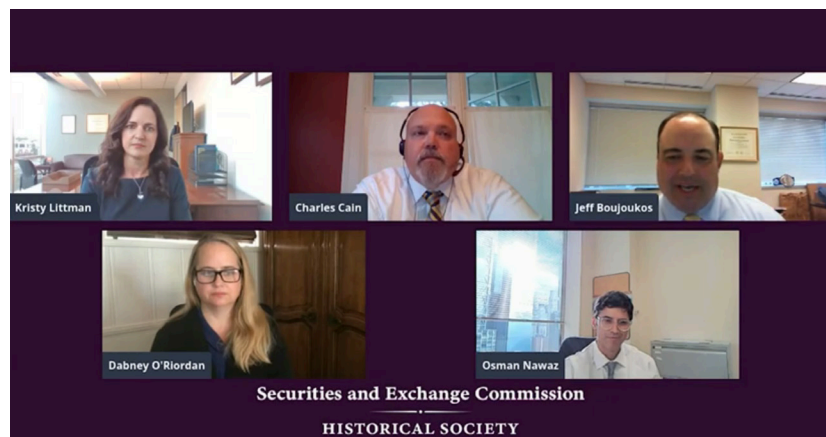 Kristy Littman
Charles Cain
Jeff Boujoukos
Dabney O'Riordan
Osman Nawaz
Securities and Exchange Commission
HISTORICAL SOCIETY